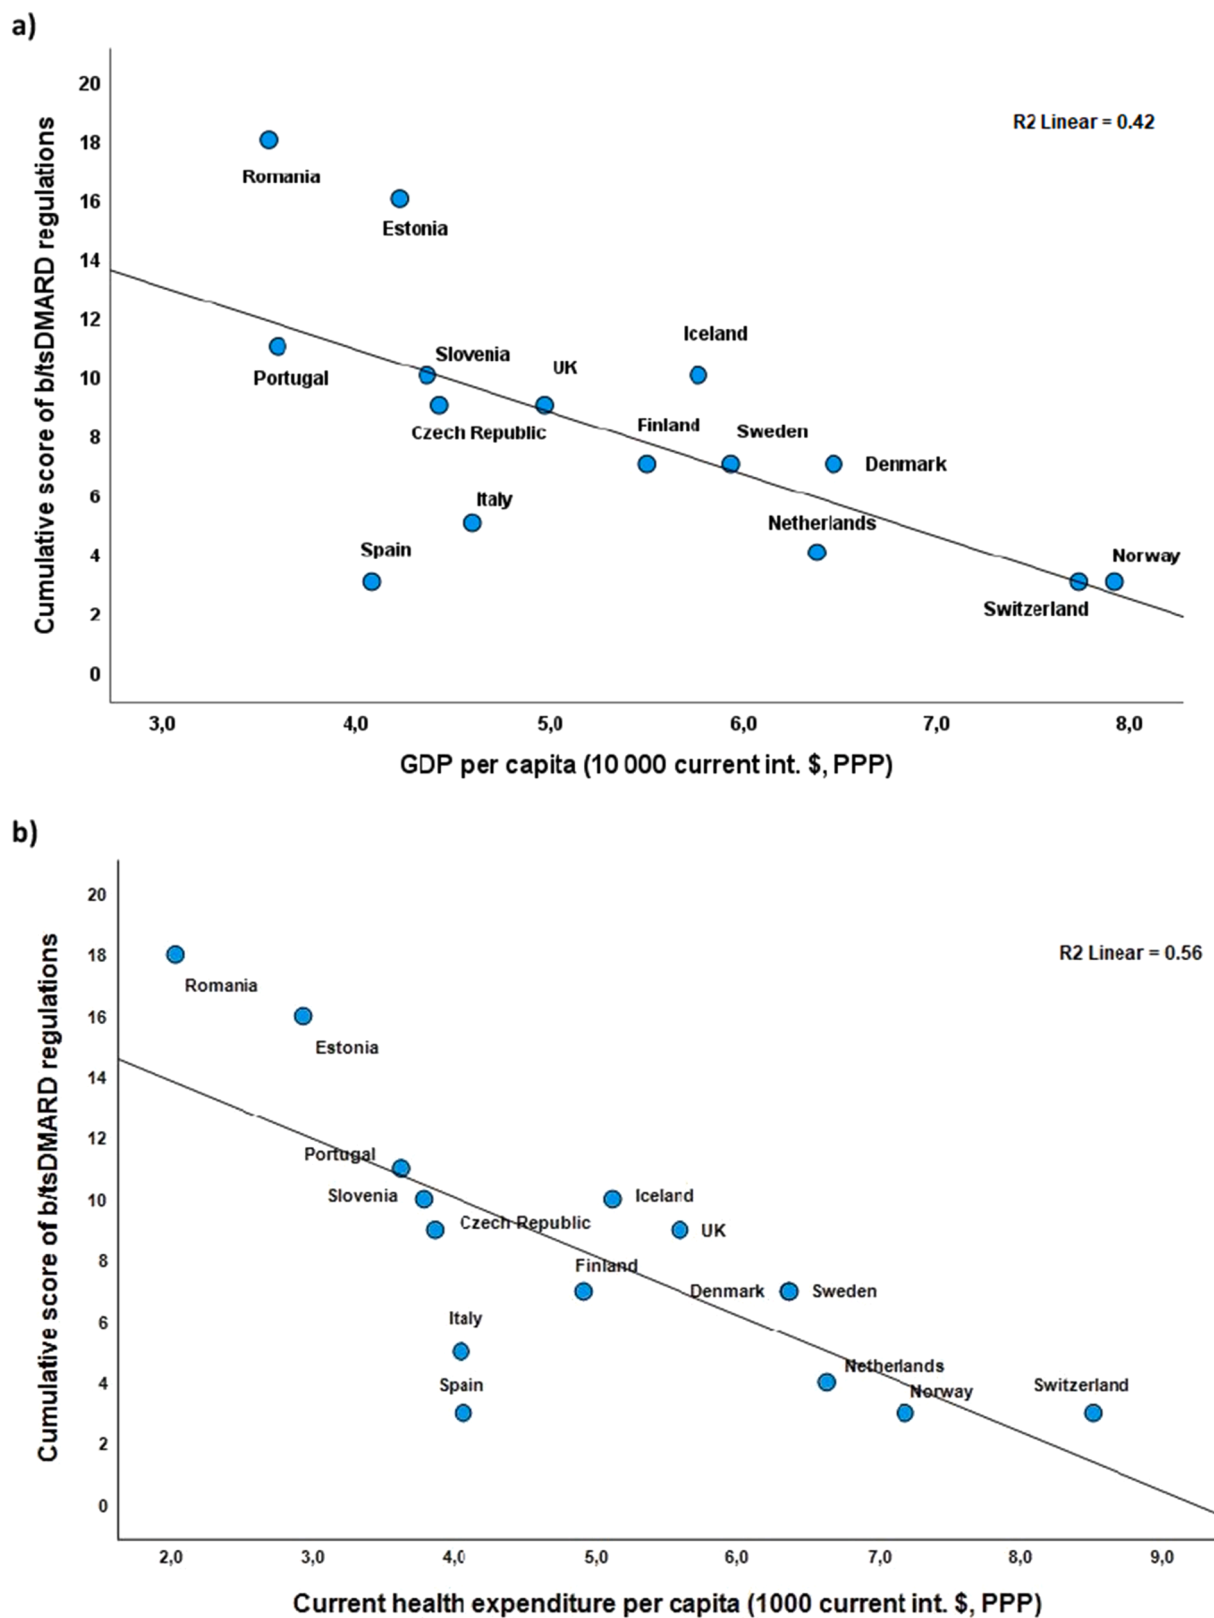 a)
Cumulative score of b/tsDMARD regulations
20
18
16
14
12
10
8
6
4
2
0
R2 Linear = 0.42
Romania
Estonia
Iceland
Slovenia
UK
Portugal
Finland
Sweden
Czech Republic
Denmark
Italy
Netherlands
Spain
Norway
Switzerland
3,0 4,0 5,0 6,0 7,0 8,0
GDP per capita (10 000 current int. $, PPP)
b)
Cumulative score of b/tsDMARD regulations
20
18
16
14
12
10
8
6
4
2
0
R2 Linear = 0.56
Romania
Estonia
Portugal
Slovenia
Iceland
Czech Republic
UK
Finland
Denmark
Sweden
Italy
Netherlands
Spain
Switzerland
Norway
2,0 3,0 4,0 5,0 6,0 7,0 8,0 9,0
Current health expenditure per capita (1000 current int. $, PPP)